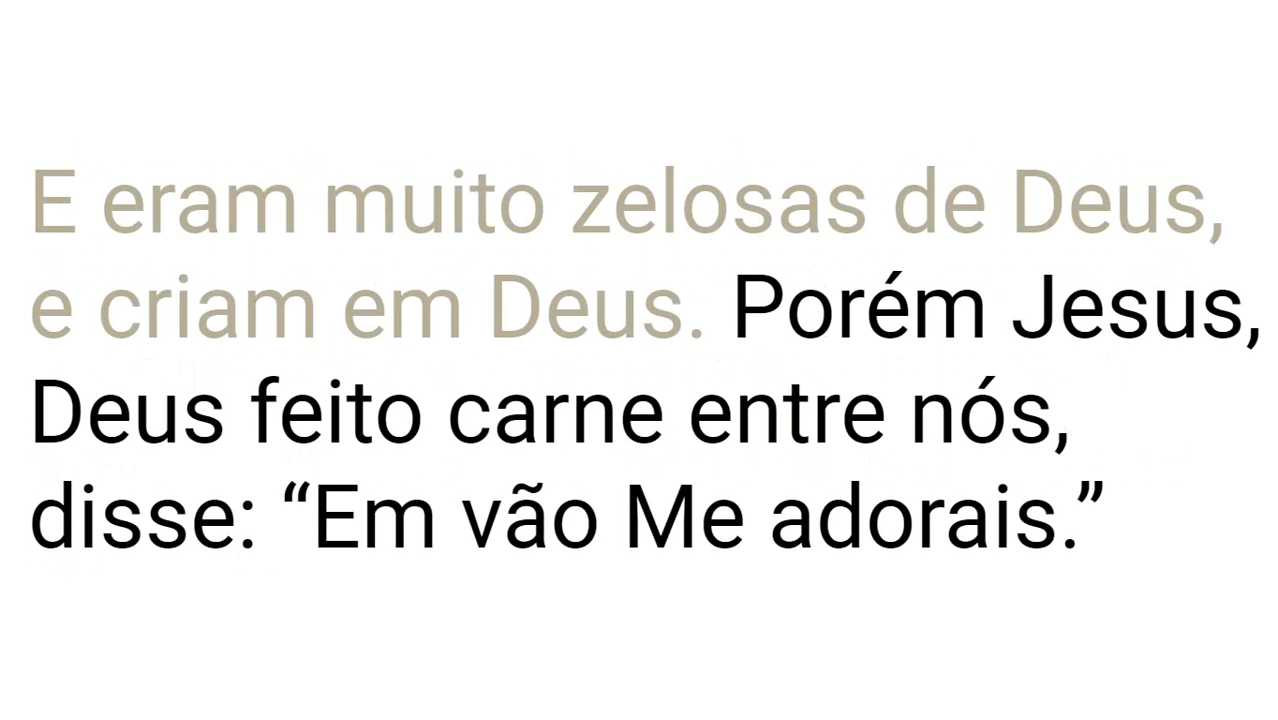 E eram muito zelosas de Deus,
e criam em Deus. Porém Jesus,
Deus feito carne entre nós,
disse: “Em vão Me adorais.”